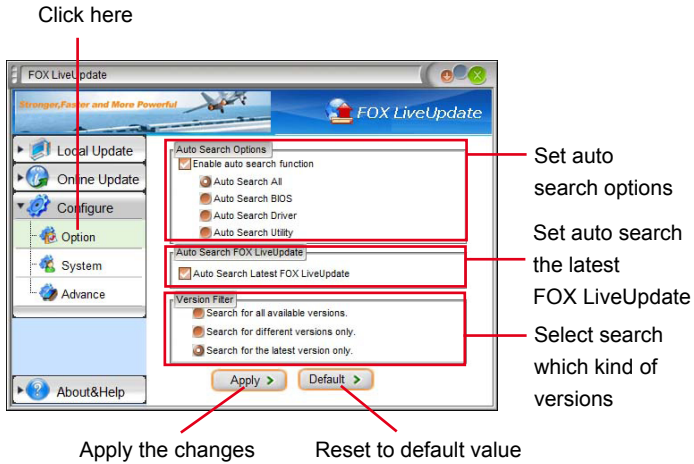 Click here
FOX LiveUpdate
Stronger,Faster and More Powerful
FOX LiveUpdate
Local Update
Online Update
Configure
Option
System
Advance
About&Help
Auto Search Options
Enable auto search function
Auto Search All
Auto Search BIOS
Auto Search Driver
Auto Search Utility
Auto Search FOX LiveUpdate
Auto Search Latest FOX LiveUpdate
Version Filter
Search for all available versions.
Search for different versions only.
Search for the latest version only.
Apply >
Default >
Set auto
search options
Set auto search
the latest
FOX LiveUpdate
Select search
which kind of
versions
Apply the changes
Reset to default value